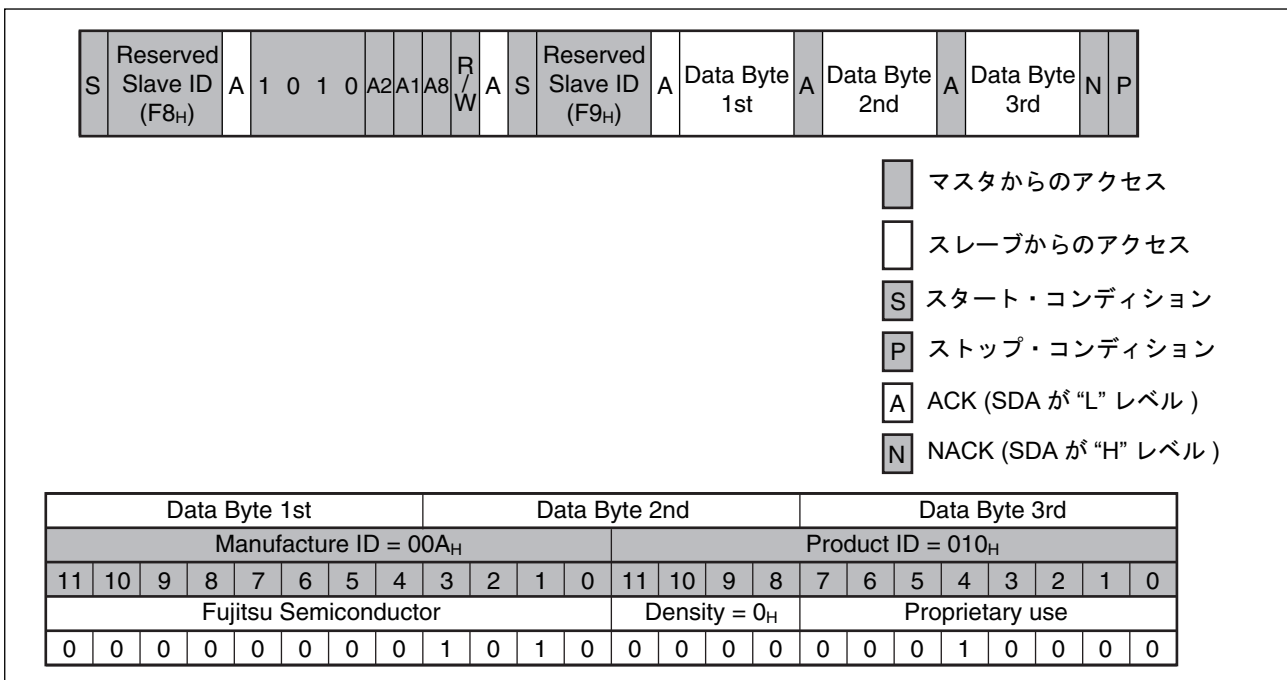 S Reserved Slave ID (F8H) A 1 0 1 0 A2 A1 A8 R/W A S Reserved Slave ID (F9H) A Data Byte 1st A Data Byte 2nd A Data Byte 3rd N P
マスタからのアクセス
スレーブからのアクセス
S スタート・コンディション
P ストップ・コンディション
A ACK (SDA が “L” レベル )
N NACK (SDA が “H” レベル )
Data Byte 1st Data Byte 2nd Data Byte 3rd
Manufacture ID = 00AH Product ID = 010H
11 10 9 8 7 6 5 4 3 2 1 0 11 10 9 8 7 6 5 4 3 2 1 0
Fujitsu Semiconductor Density = 0H Proprietary use
0 0 0 0 0 0 0 0 1 0 1 0 0 0 0 0 0 0 0 1 0 0 0 0